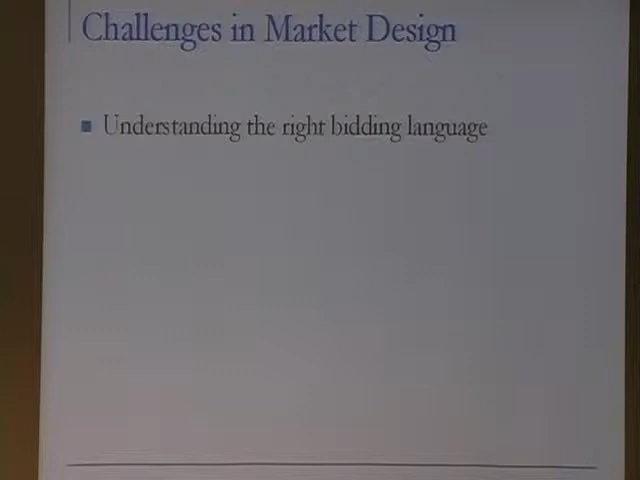 Challenges in Market Design
Understanding the right bidding language